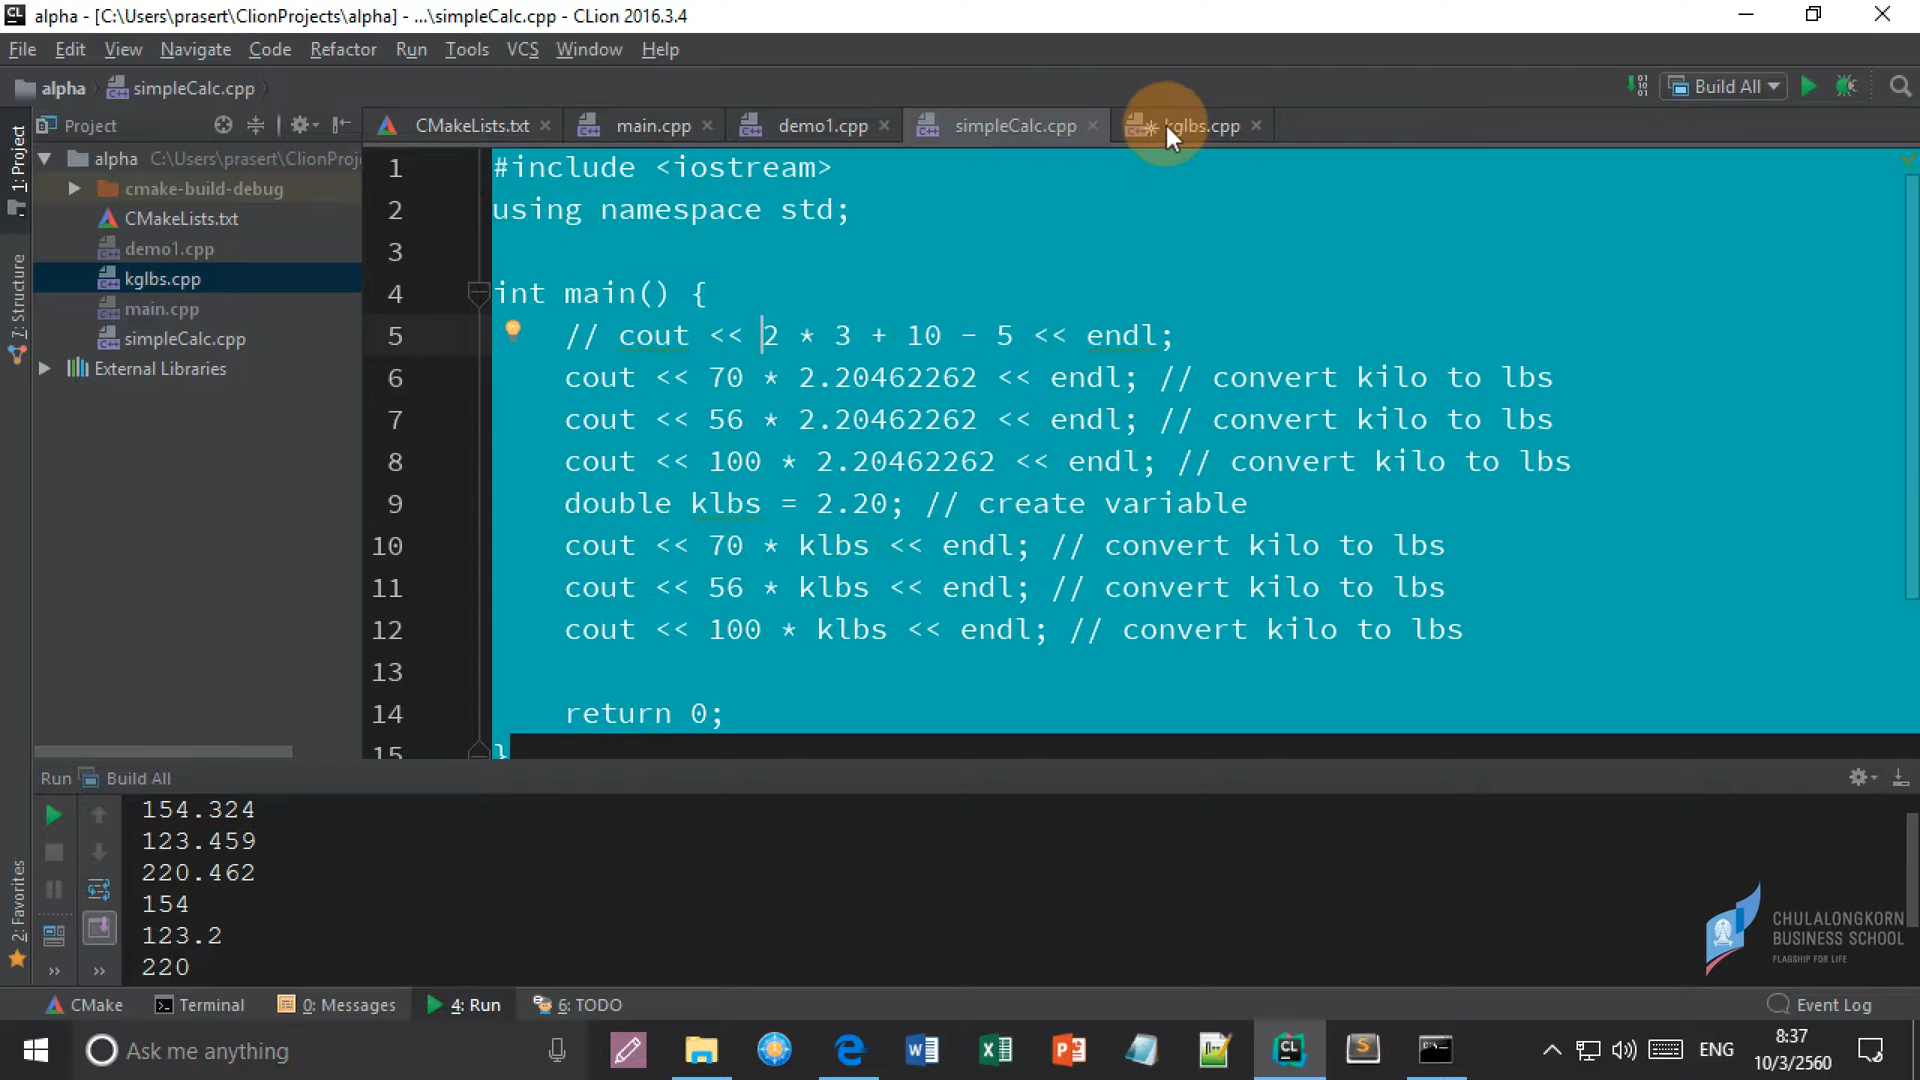 alpha - [C:\Users\prasert\ClionProjects\alpha] - ...\simpleCalc.cpp - CLion 2016.3.4
File Edit View Navigate Code Refactor Run Tools VCS Window Help
alpha simpleCalc.cpp Build All
Project CMakeLists.txt main.cpp demo1.cpp simpleCalc.cpp kglbs.cpp
1: Project
7: Structure
2: Favorites
alpha C:\Users\prasert\ClionProj
cmake-build-debug
CMakeLists.txt
demo1.cpp
kglbs.cpp
main.cpp
simpleCalc.cpp
External Libraries
1 #include <iostream>
2 using namespace std;
3
4 int main() {
5 // cout << 2 * 3 + 10 - 5 << endl;
6 cout << 70 * 2.20462262 << endl; // convert kilo to lbs
7 cout << 56 * 2.20462262 << endl; // convert kilo to lbs
8 cout << 100 * 2.20462262 << endl; // convert kilo to lbs
9 double klbs = 2.20; // create variable
10 cout << 70 * klbs << endl; // convert kilo to lbs
11 cout << 56 * klbs << endl; // convert kilo to lbs
12 cout << 100 * klbs << endl; // convert kilo to lbs
13
14 return 0;
15 }
Run Build All
154.324
123.459
220.462
154
123.2
220
CHULALONGKORN
BUSINESS SCHOOL
FLAGSHIP FOR LIFE
CMake Terminal 0: Messages 4: Run 6: TODO Event Log
Ask me anything ENG 8:37
10/3/2560